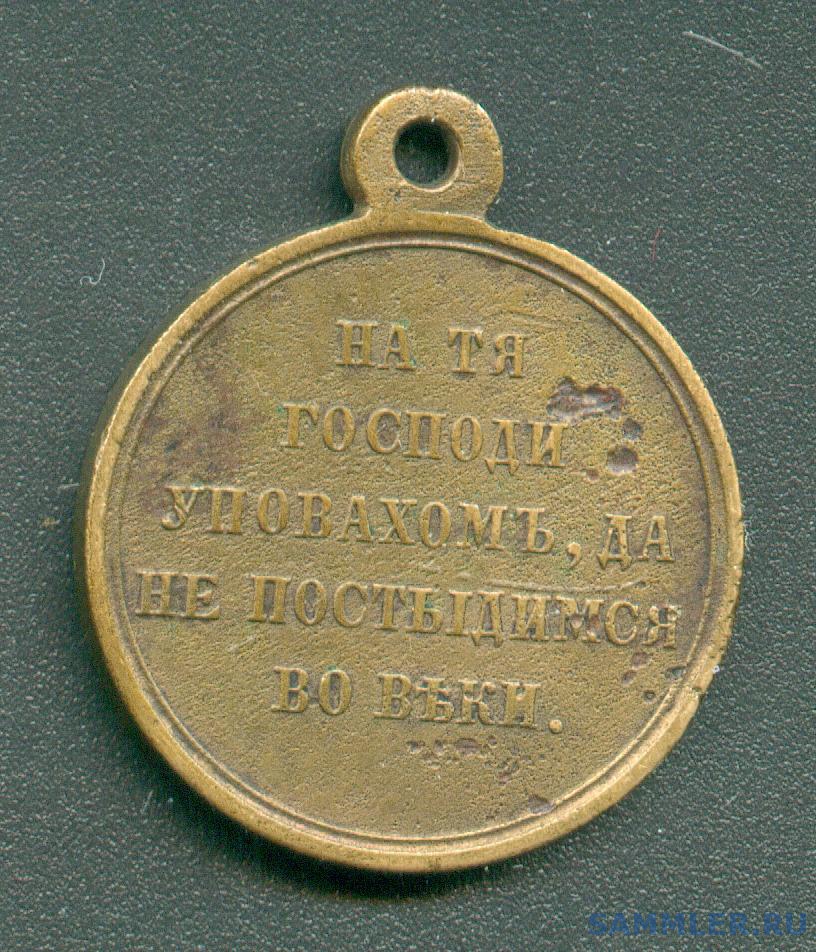 НА ТЯ
ГОСПОДИ
УПОВАХОМЪ, ДА
НЕ ПОСТЫДИМСЯ
ВО ВѢКИ.
SAMMLER.RU